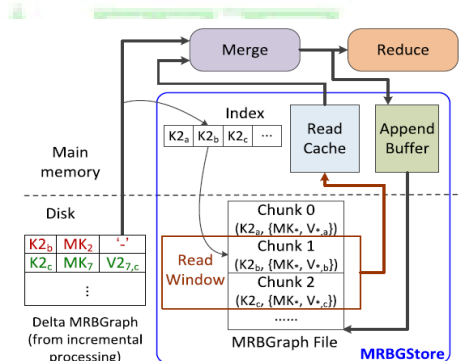 Merge
Reduce
Index
K2a K2b K2c ...
Read Cache
Append Buffer
Main memory
Disk
K2b MK2 '-'
K2c MK7 V27,c
⋮
Delta MRBGraph
(from incremental
processing)
Chunk 0
(K2a, {MK*, V*,a})
Chunk 1
(K2b, {MK*, V*,b})
Chunk 2
(K2c, {MK*, V*,c})
......
Read
Window
MRBGraph File
MRBGStore